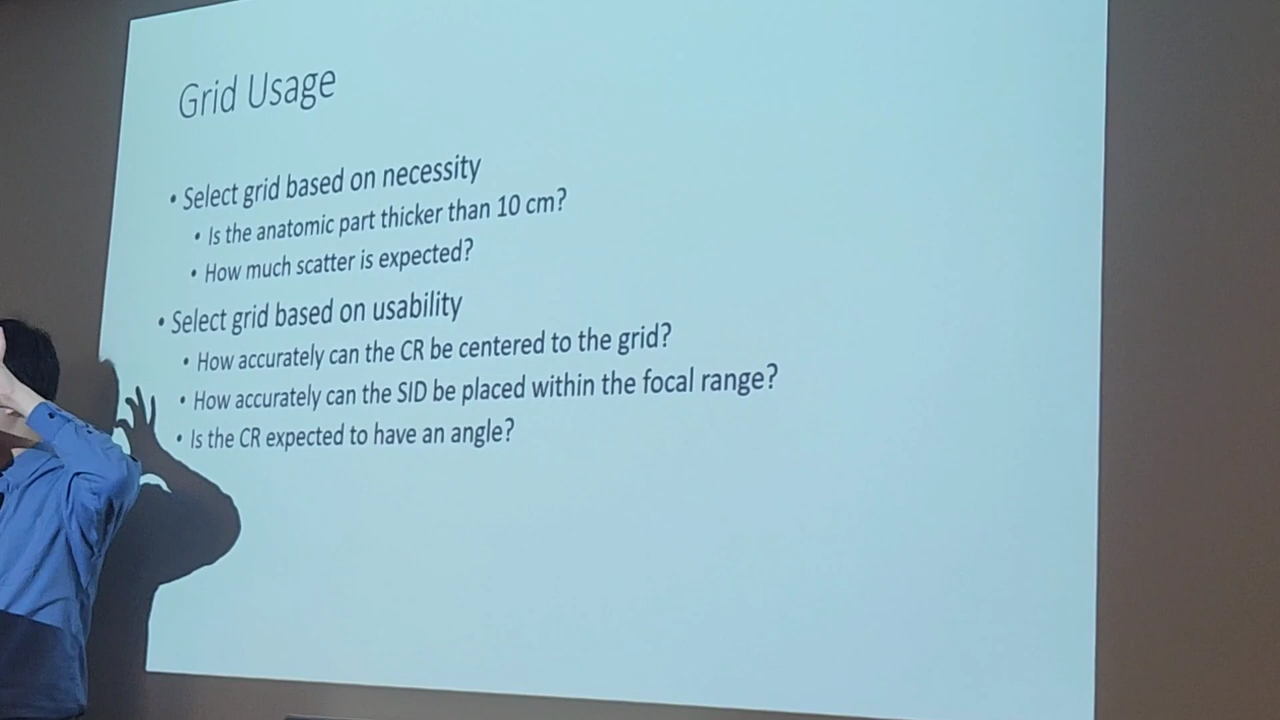 Grid Usage
• Select grid based on necessity
• Is the anatomic part thicker than 10 cm?
• How much scatter is expected?
• Select grid based on usability
• How accurately can the CR be centered to the grid?
• How accurately can the SID be placed within the focal range?
• Is the CR expected to have an angle?